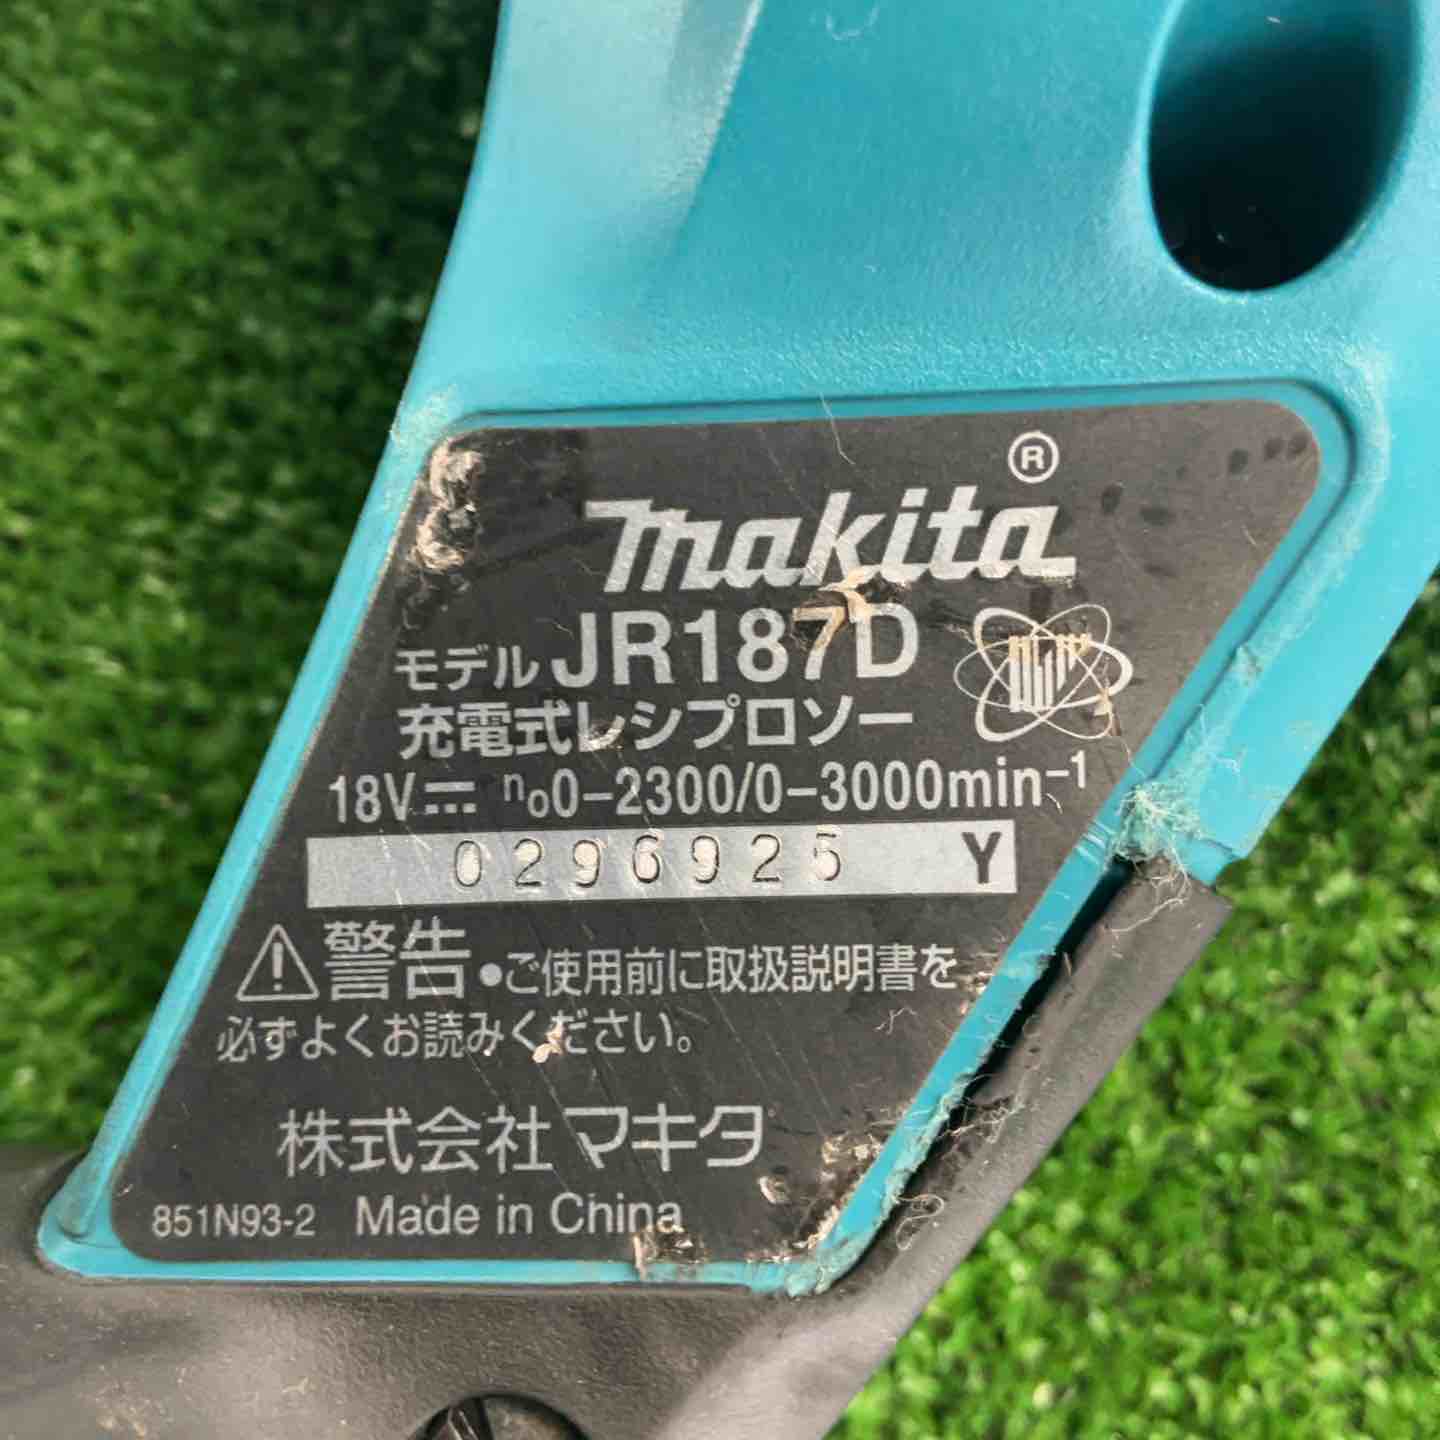 makita®
モデル JR187D
充電式レシプロソー
18V⎓ n₀0-2300/0-3000min⁻¹
0296925 Y
⚠警告 •ご使用前に取扱説明書を
必ずよくお読みください。
株式会社マキタ
851N93-2 Made in China